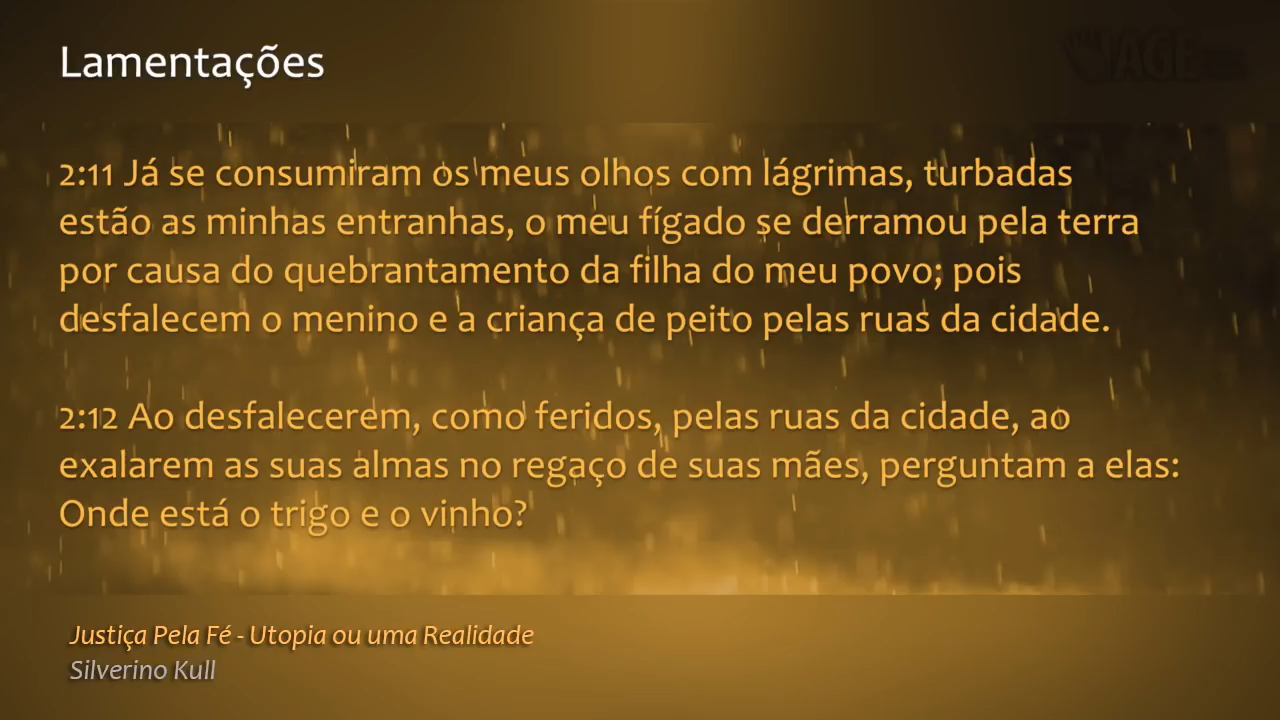 Lamentações
2:11 Já se consumiram os meus olhos com lágrimas, turbadas
estão as minhas entranhas, o meu fígado se derramou pela terra
por causa do quebrantamento da filha do meu povo; pois
desfalecem o menino e a criança de peito pelas ruas da cidade.
2:12 Ao desfalecerem, como feridos, pelas ruas da cidade, ao
exalarem as suas almas no regaço de suas mães, perguntam a elas:
Onde está o trigo e o vinho?
Justiça Pela Fé - Utopia ou uma Realidade
Silverino Kull